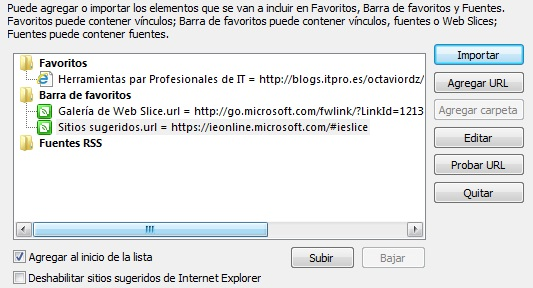 Puede agregar o importar los elementos que se van a incluir en Favoritos, Barra de favoritos y Fuentes.
Favoritos puede contener vínculos; Barra de favoritos puede contener vínculos, fuentes o Web Slices;
Fuentes puede contener fuentes.
Favoritos
Herramientas par Profesionales de IT = http://blogs.itpro.es/octaviordz/
Barra de favoritos
Galería de Web Slice.url = http://go.microsoft.com/fwlink/?LinkId=1213
Sitios sugeridos.url = https://ieonline.microsoft.com/#ieslice
Fuentes RSS
Importar
Agregar URL
Agregar carpeta
Editar
Probar URL
Quitar
Agregar al inicio de la lista
Subir
Bajar
Deshabilitar sitios sugeridos de Internet Explorer